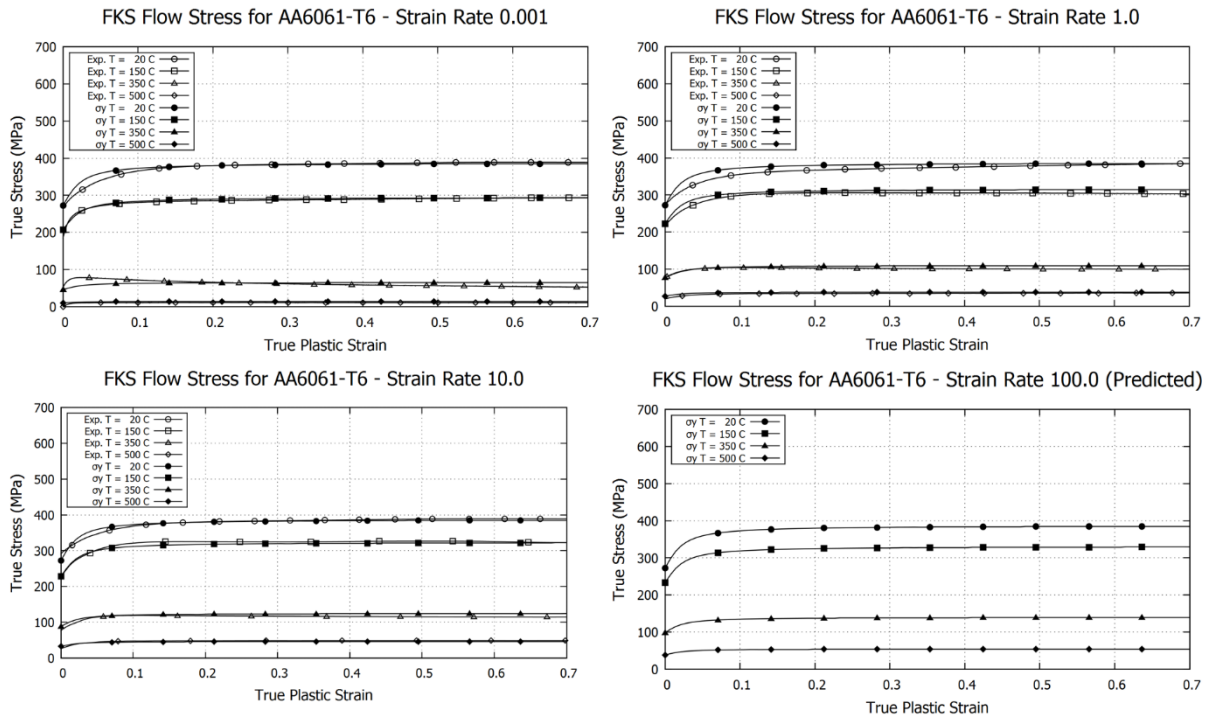 FKS Flow Stress for AA6061-T6 - Strain Rate 0.001
700
600
500
400
300
200
100
0
True Stress (MPa)
Exp. T = 20 C
Exp. T = 150 C
Exp. T = 350 C
Exp. T = 500 C
σy T = 20 C
σy T = 150 C
σy T = 350 C
σy T = 500 C
0 0.1 0.2 0.3 0.4 0.5 0.6 0.7
True Plastic Strain
FKS Flow Stress for AA6061-T6 - Strain Rate 1.0
700
600
500
400
300
200
100
0
True Stress (MPa)
Exp. T = 20 C
Exp. T = 150 C
Exp. T = 350 C
Exp. T = 500 C
σy T = 20 C
σy T = 150 C
σy T = 350 C
σy T = 500 C
0 0.1 0.2 0.3 0.4 0.5 0.6 0.7
True Plastic Strain
FKS Flow Stress for AA6061-T6 - Strain Rate 10.0
700
600
500
400
300
200
100
0
True Stress (MPa)
Exp. T = 20 C
Exp. T = 150 C
Exp. T = 350 C
Exp. T = 500 C
σy T = 20 C
σy T = 150 C
σy T = 350 C
σy T = 500 C
0 0.1 0.2 0.3 0.4 0.5 0.6 0.7
True Plastic Strain
FKS Flow Stress for AA6061-T6 - Strain Rate 100.0 (Predicted)
700
600
500
400
300
200
100
0
True Stress (MPa)
σy T = 20 C
σy T = 150 C
σy T = 350 C
σy T = 500 C
0 0.1 0.2 0.3 0.4 0.5 0.6 0.7
True Plastic Strain